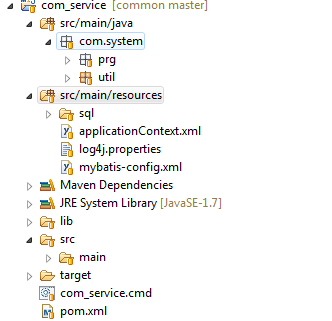 com_service [common master]
src/main/java
com.system
prg
util
src/main/resources
sql
applicationContext.xml
log4j.properties
mybatis-config.xml
Maven Dependencies
JRE System Library [JavaSE-1.7]
lib
src
main
target
com_service.cmd
pom.xml